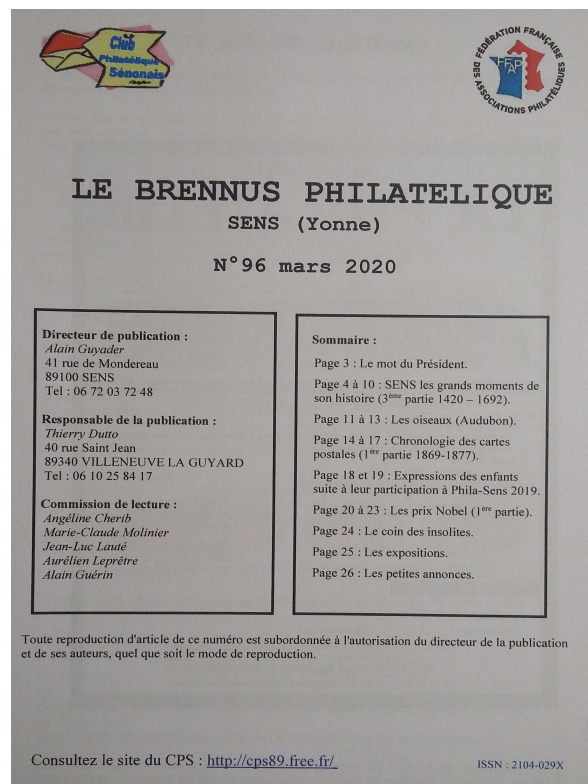 Club
Philatélique
Sénonais
FÉDÉRATION FRANÇAISE
DES ASSOCIATIONS PHILATÉLIQUES
FFAP
LE BRENNUS PHILATELIQUE
SENS (Yonne)
N°96 mars 2020
Directeur de publication :
Alain Guyader
41 rue de Mondereau
89100 SENS
Tel : 06 72 03 72 48
Responsable de la publication :
Thierry Dutto
40 rue Saint Jean
89340 VILLENEUVE LA GUYARD
Tel : 06 10 25 84 17
Commission de lecture :
Angéline Cherib
Marie-Claude Molinier
Jean-Luc Lauté
Aurélien Leprêtre
Alain Guérin
Sommaire :
Page 3 : Le mot du Président.
Page 4 à 10 : SENS les grands moments de
son histoire (3ème partie 1420 – 1692).
Page 11 à 13 : Les oiseaux (Audubon).
Page 14 à 17 : Chronologie des cartes
postales (1ère partie 1869-1877).
Page 18 et 19 : Expressions des enfants
suite à leur participation à Phila-Sens 2019.
Page 20 à 23 : Les prix Nobel (1ère partie).
Page 24 : Le coin des insolites.
Page 25 : Les expositions.
Page 26 : Les petites annonces.
Toute reproduction d'article de ce numéro est subordonnée à l'autorisation du directeur de la publication
et de ses auteurs, quel que soit le mode de reproduction.
Consultez le site du CPS : http://cps89.free.fr/
ISSN : 2104-029X